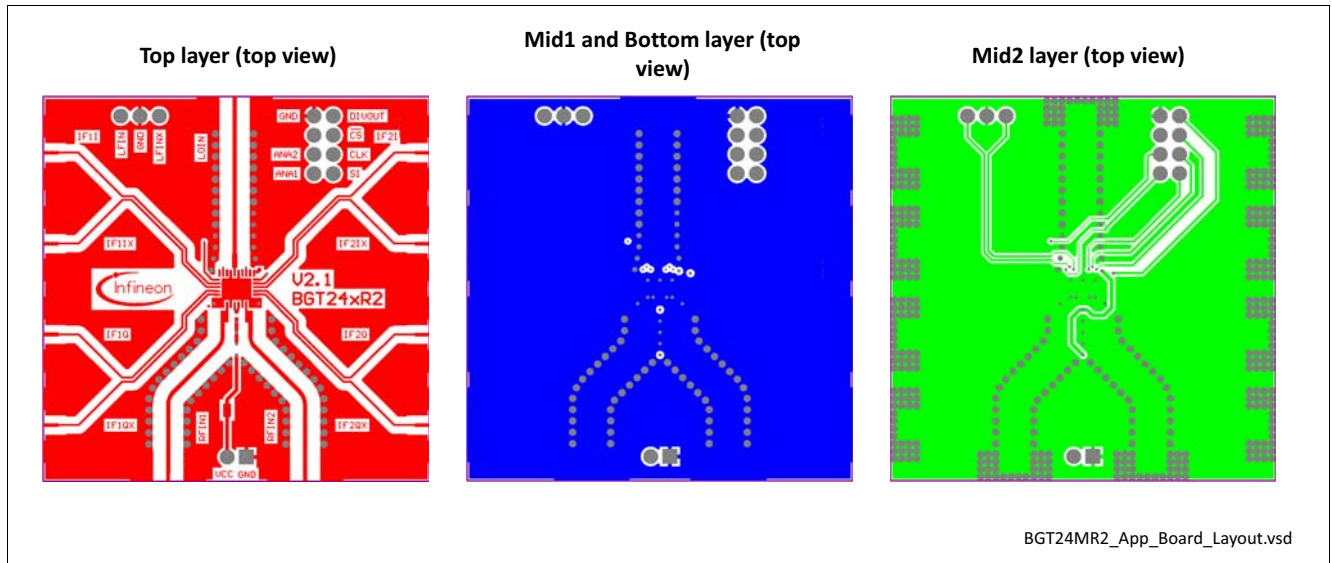 Top layer (top view)
Mid1 and Bottom layer (top
view)
Mid2 layer (top view)
GND
DIVOUT
IF1I
LFIN
GND
LFINX
LOIN
CS
IF2I
ANA2
CLK
ANA1
SI
IF1IX
IF2IX
Infineon
V2.1
BGT24xR2
IF1Q
IF2Q
IF1QX
RFIN1
RFIN2
IF2QX
VCC GND
BGT24MR2_App_Board_Layout.vsd